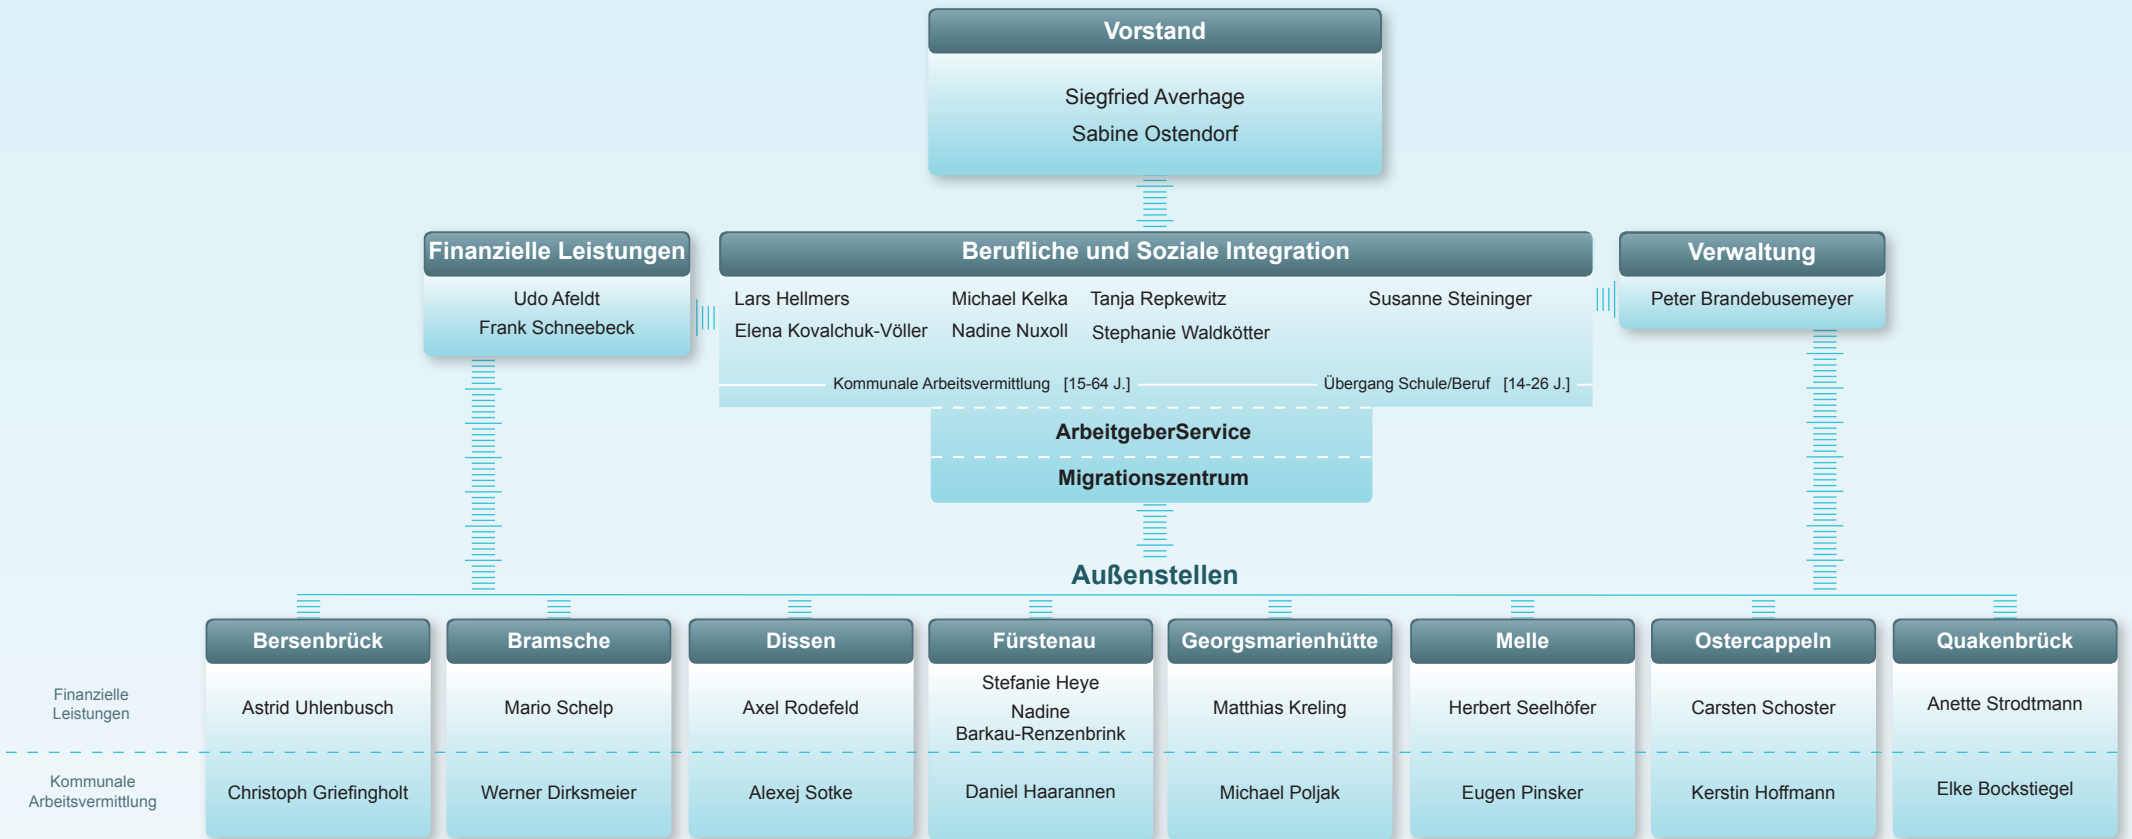 Vorstand
Siegfried Averhage
Sabine Ostendorf
Finanzielle Leistungen
Udo Afeldt
Frank Schneebeck
Berufliche und Soziale Integration
Lars Hellmers Michael Kelka Tanja Repkewitz Susanne Steininger
Elena Kovalchuk-Völler Nadine Nuxoll Stephanie Waldkötter
Kommunale Arbeitsvermittlung [15-64 J.] Übergang Schule/Beruf [14-26 J.]
ArbeitgeberService
Migrationszentrum
Verwaltung
Peter Brandebusemeyer
Außenstellen
Bersenbrück Bramsche Dissen Fürstenau Georgsmarienhütte Melle Ostercappeln Quakenbrück
Finanzielle
Leistungen
Astrid Uhlenbusch
Mario Schelp
Axel Rodefeld
Stefanie Heye
Nadine
Barkau-Renzenbrink
Matthias Kreling
Herbert Seelhöfer
Carsten Schoster
Anette Strodtmann
Kommunale
Arbeitsvermittlung
Christoph Griefingholt
Werner Dirksmeier
Alexej Sotke
Daniel Haarannen
Michael Poljak
Eugen Pinsker
Kerstin Hoffmann
Elke Bockstiegel